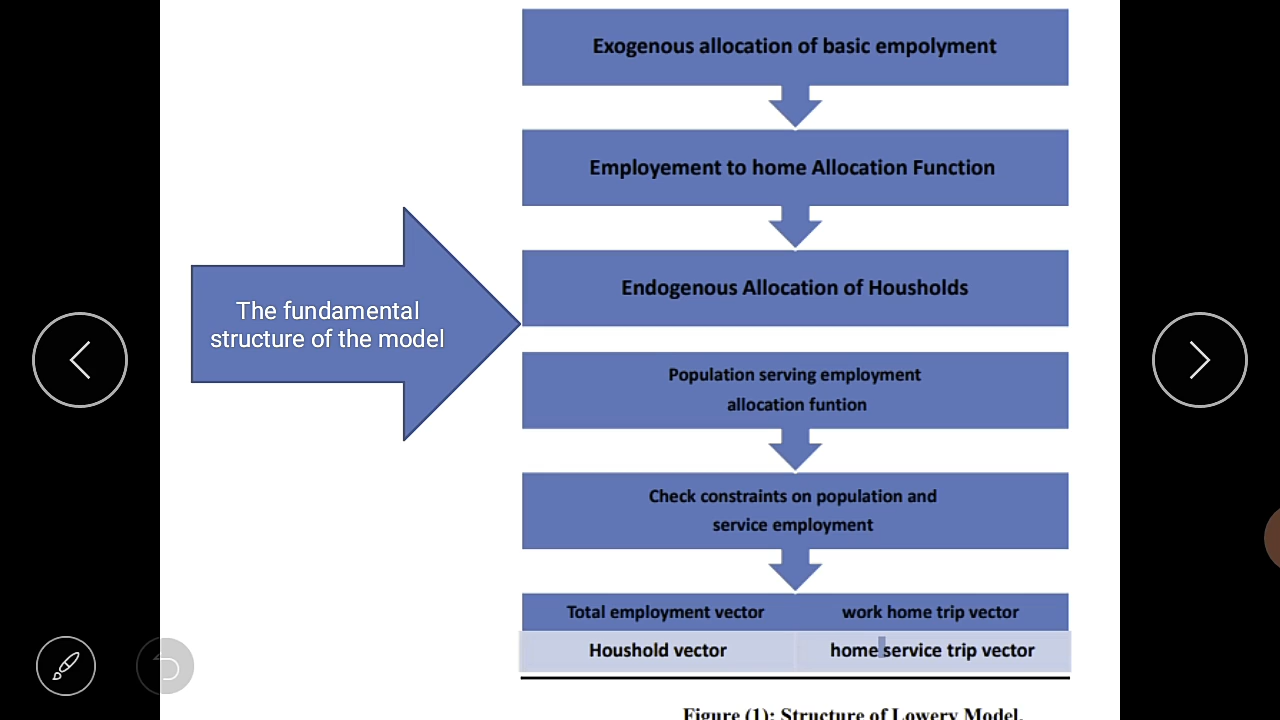 Exogenous allocation of basic empolyment
Employement to home Allocation Function
Endogenous Allocation of Housholds
The fundamental
structure of the model
Population serving employment
allocation funtion
Check constraints on population and
service employment
Total employment vector work home trip vector
Houshold vector home service trip vector
Figure (1): Structure of Lowery Model.